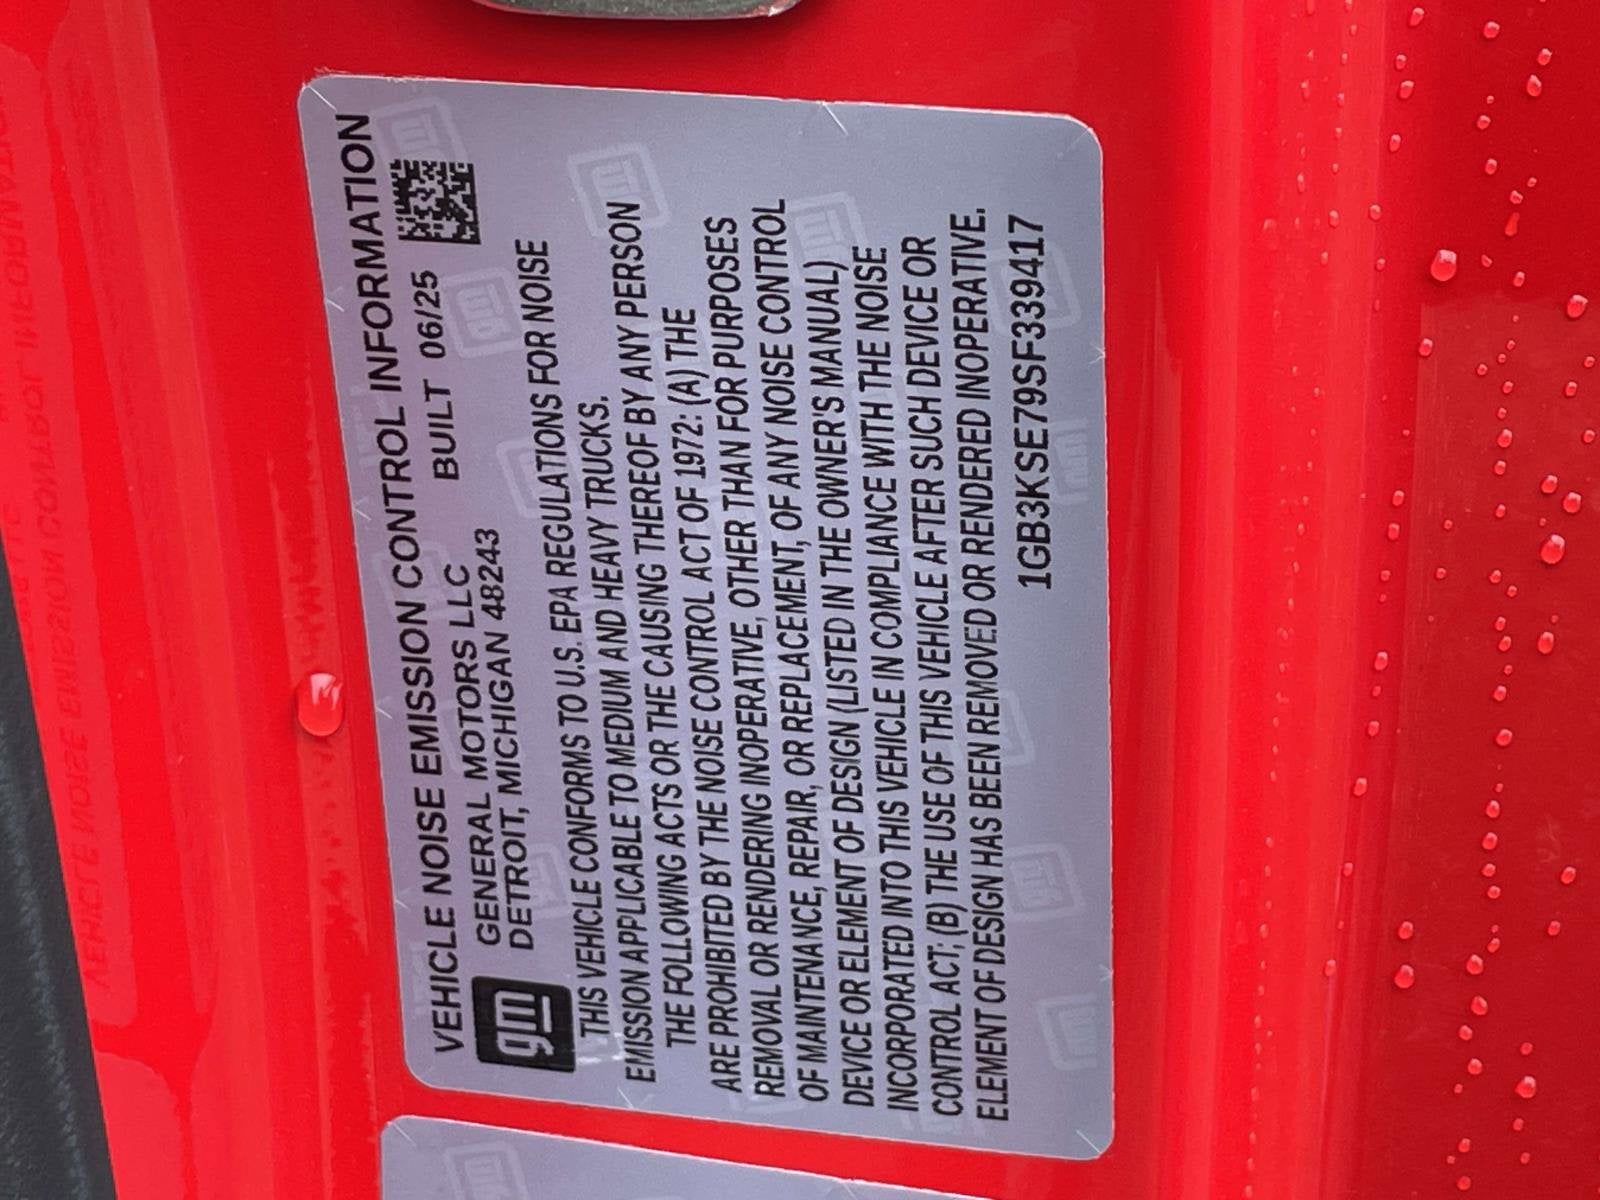 VEHICLE NOISE EMISSION CONTROL INFORMATION
gm
GENERAL MOTORS LLC BUILT 06/25
DETROIT, MICHIGAN 48243
THIS VEHICLE CONFORMS TO U.S. EPA REGULATIONS FOR NOISE
EMISSION APPLICABLE TO MEDIUM AND HEAVY TRUCKS.
THE FOLLOWING ACTS OR THE CAUSING THEREOF BY ANY PERSON
ARE PROHIBITED BY THE NOISE CONTROL ACT OF 1972: (A) THE
REMOVAL OR RENDERING INOPERATIVE, OTHER THAN FOR PURPOSES
OF MAINTENANCE, REPAIR, OR REPLACEMENT, OF ANY NOISE CONTROL
DEVICE OR ELEMENT OF DESIGN (LISTED IN THE OWNER'S MANUAL)
INCORPORATED INTO THIS VEHICLE IN COMPLIANCE WITH THE NOISE
CONTROL ACT; (B) THE USE OF THIS VEHICLE AFTER SUCH DEVICE OR
ELEMENT OF DESIGN HAS BEEN REMOVED OR RENDERED INOPERATIVE.
1GB3KSE79SF339417